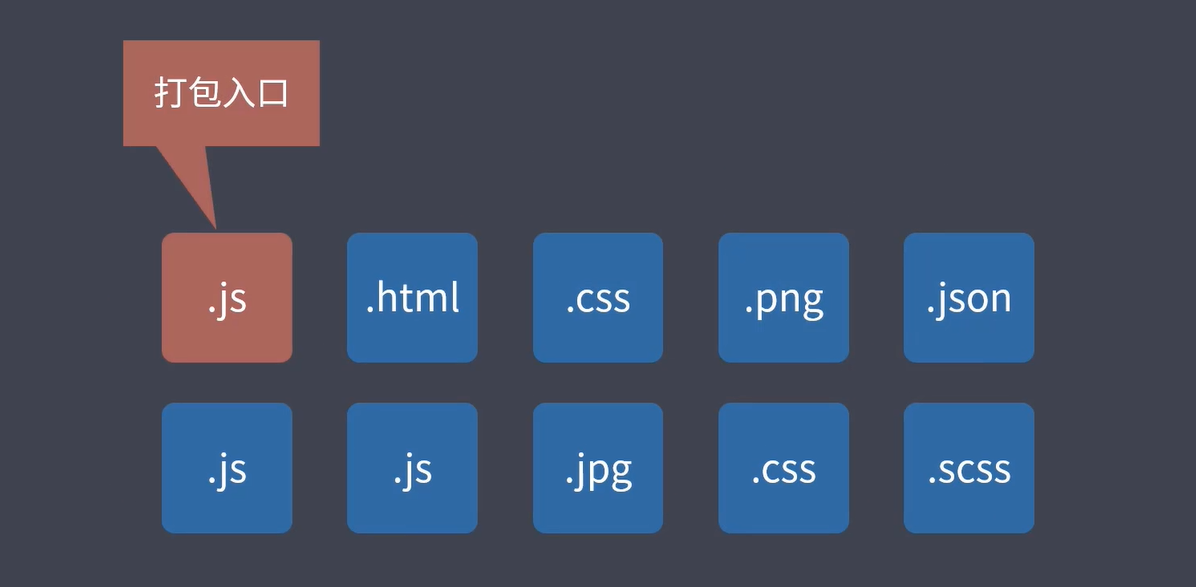 打包入口
.js
.html
.css
.png
.json
.js
.js
.jpg
.css
.scss